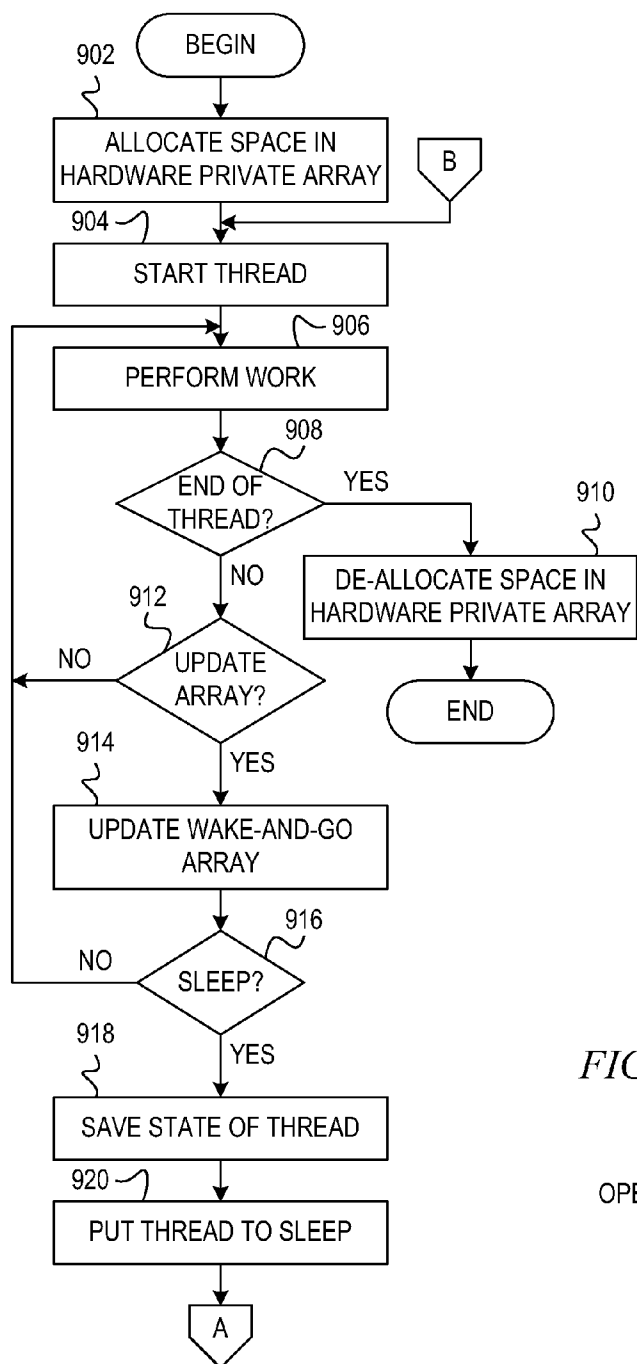 BEGIN
902
ALLOCATE SPACE IN
HARDWARE PRIVATE ARRAY
B
904
START THREAD
906
PERFORM WORK
908
END OF
THREAD?
YES
910
NO
DE-ALLOCATE SPACE IN
HARDWARE PRIVATE ARRAY
912
UPDATE
ARRAY?
NO
END
YES
914
UPDATE WAKE-AND-GO
ARRAY
916
NO
SLEEP?
918
YES
SAVE STATE OF THREAD
920
PUT THREAD TO SLEEP
A